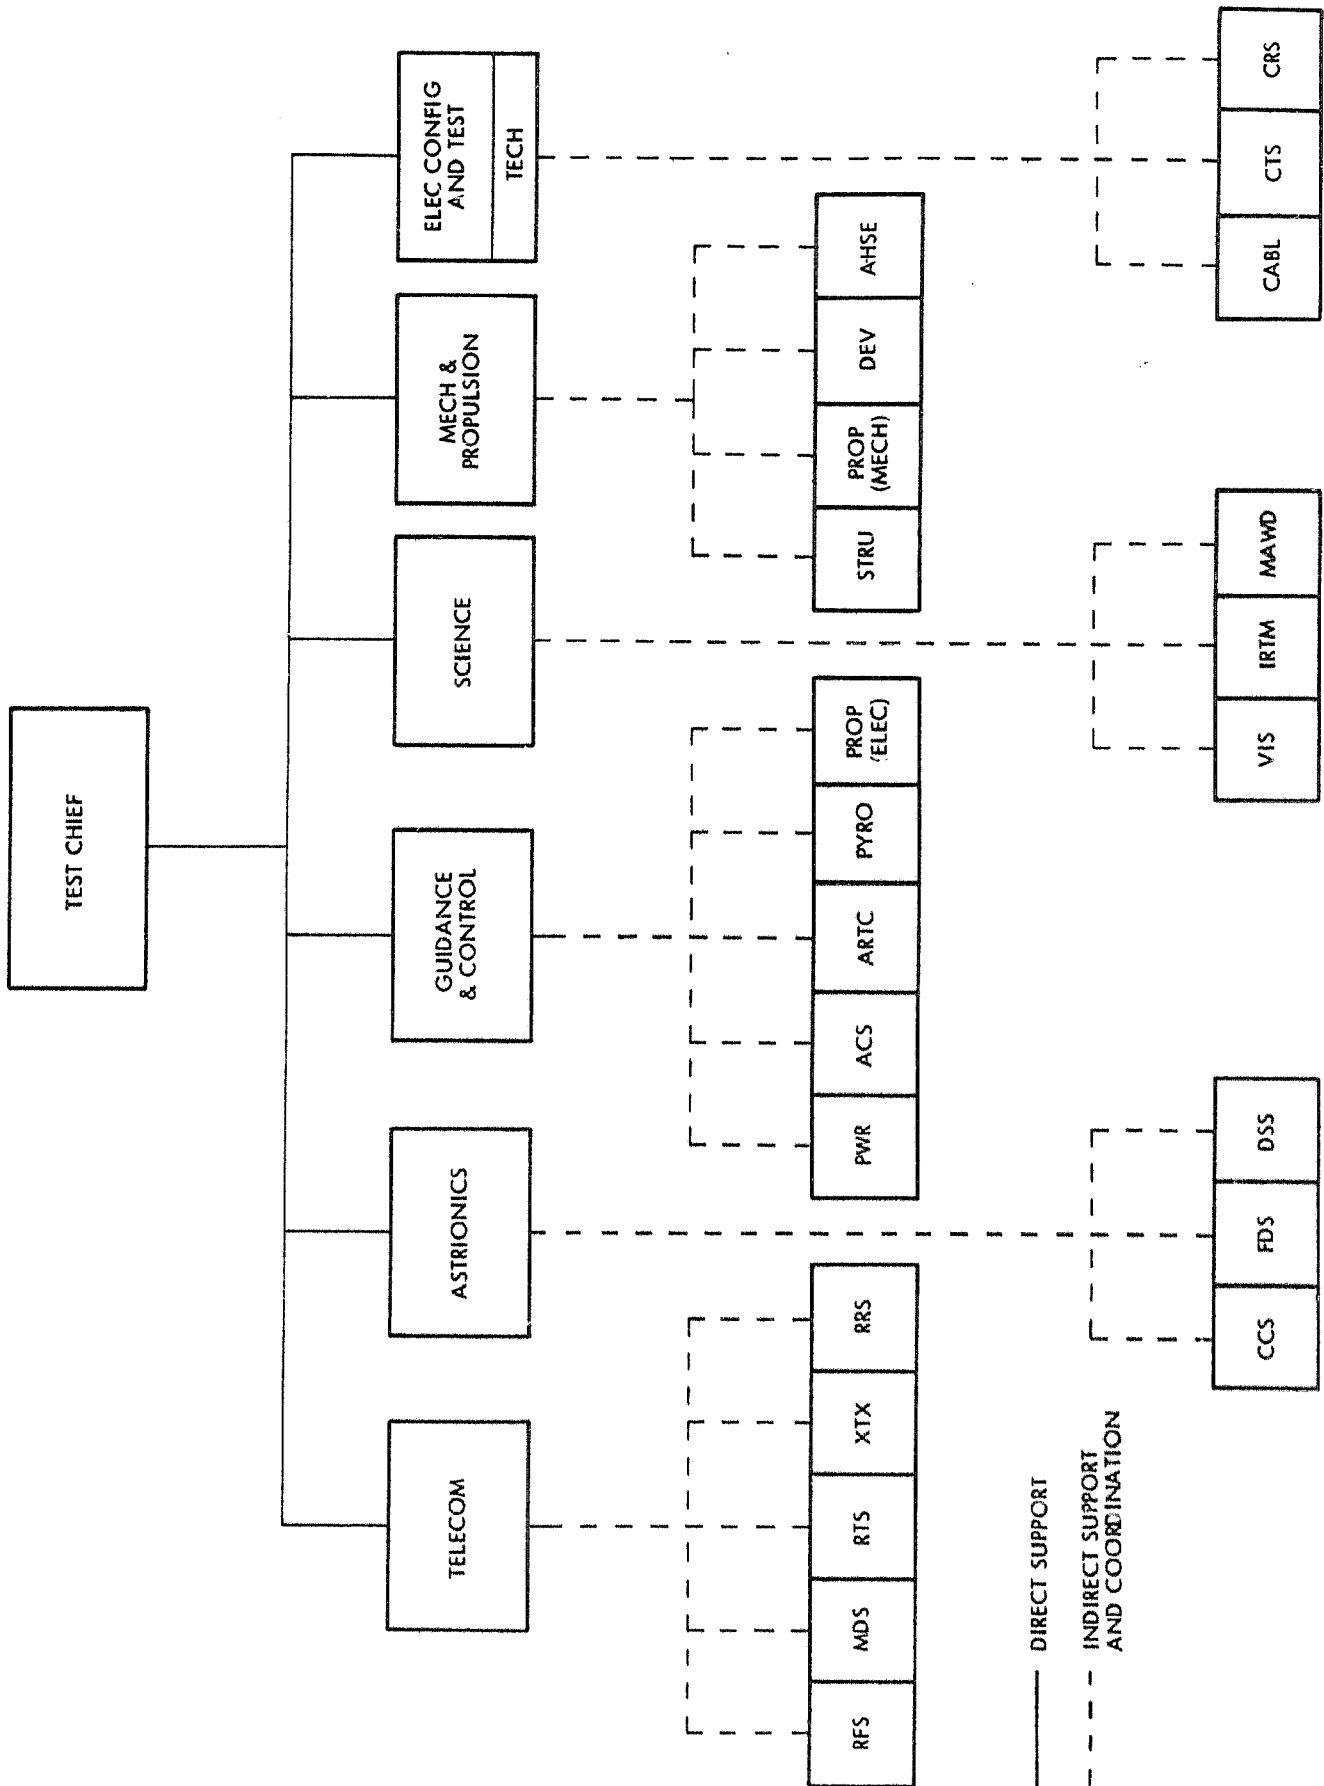 TEST CHIEF
TELECOM
ASTRIONICS
GUIDANCE
& CONTROL
SCIENCE
MECH &
PROPULSION
ELEC CONFIG
AND TEST
TECH
RFS
MDS
RTS
XTX
RRS
PWR
ACS
ARTC
PYRO
PROP
(ELEC)
STRU
PROP
(MECH)
DEV
AHSE
CCS
FDS
DSS
VIS
IRTM
MAWD
CABL
CTS
CRS
DIRECT SUPPORT
INDIRECT SUPPORT
AND COORDINATION